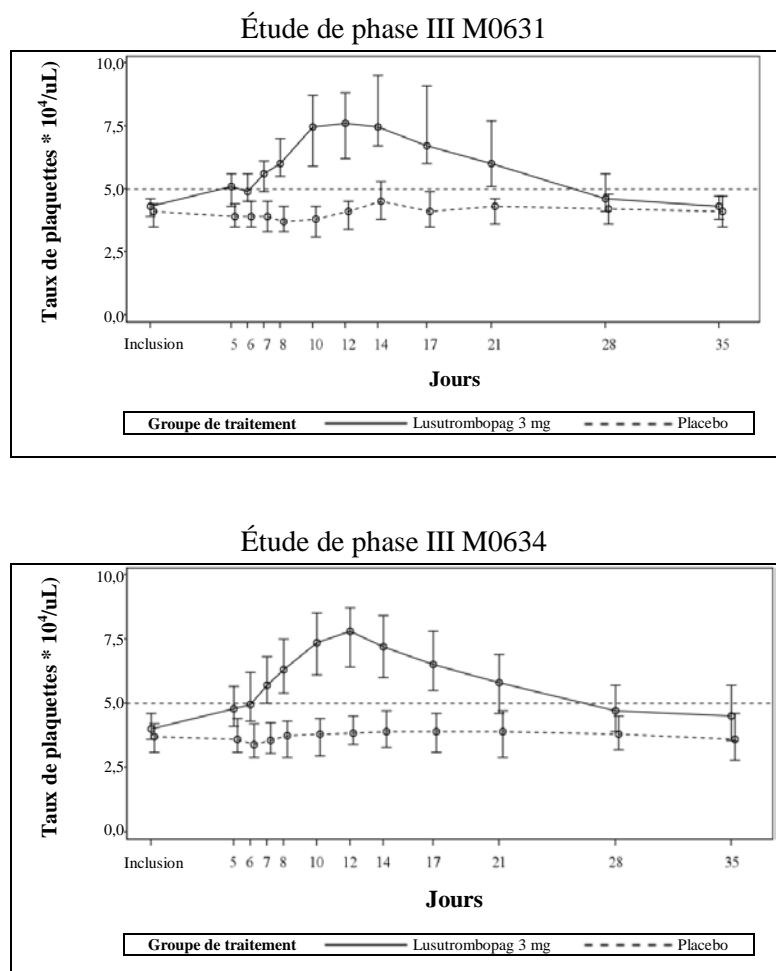 Étude de phase III M0631
Taux de plaquettes * 10⁴/uL)
10,0
7,5
5,0
2,5
0,0
Inclusion 5 6 7 8 10 12 14 17 21 28 35
Jours
Groupe de traitement Lusutrombopag 3 mg Placebo
Étude de phase III M0634
Taux de plaquettes * 10⁴/uL)
10,0
7,5
5,0
2,5
0,0
Inclusion 5 6 7 8 10 12 14 17 21 28 35
Jours
Groupe de traitement Lusutrombopag 3 mg Placebo